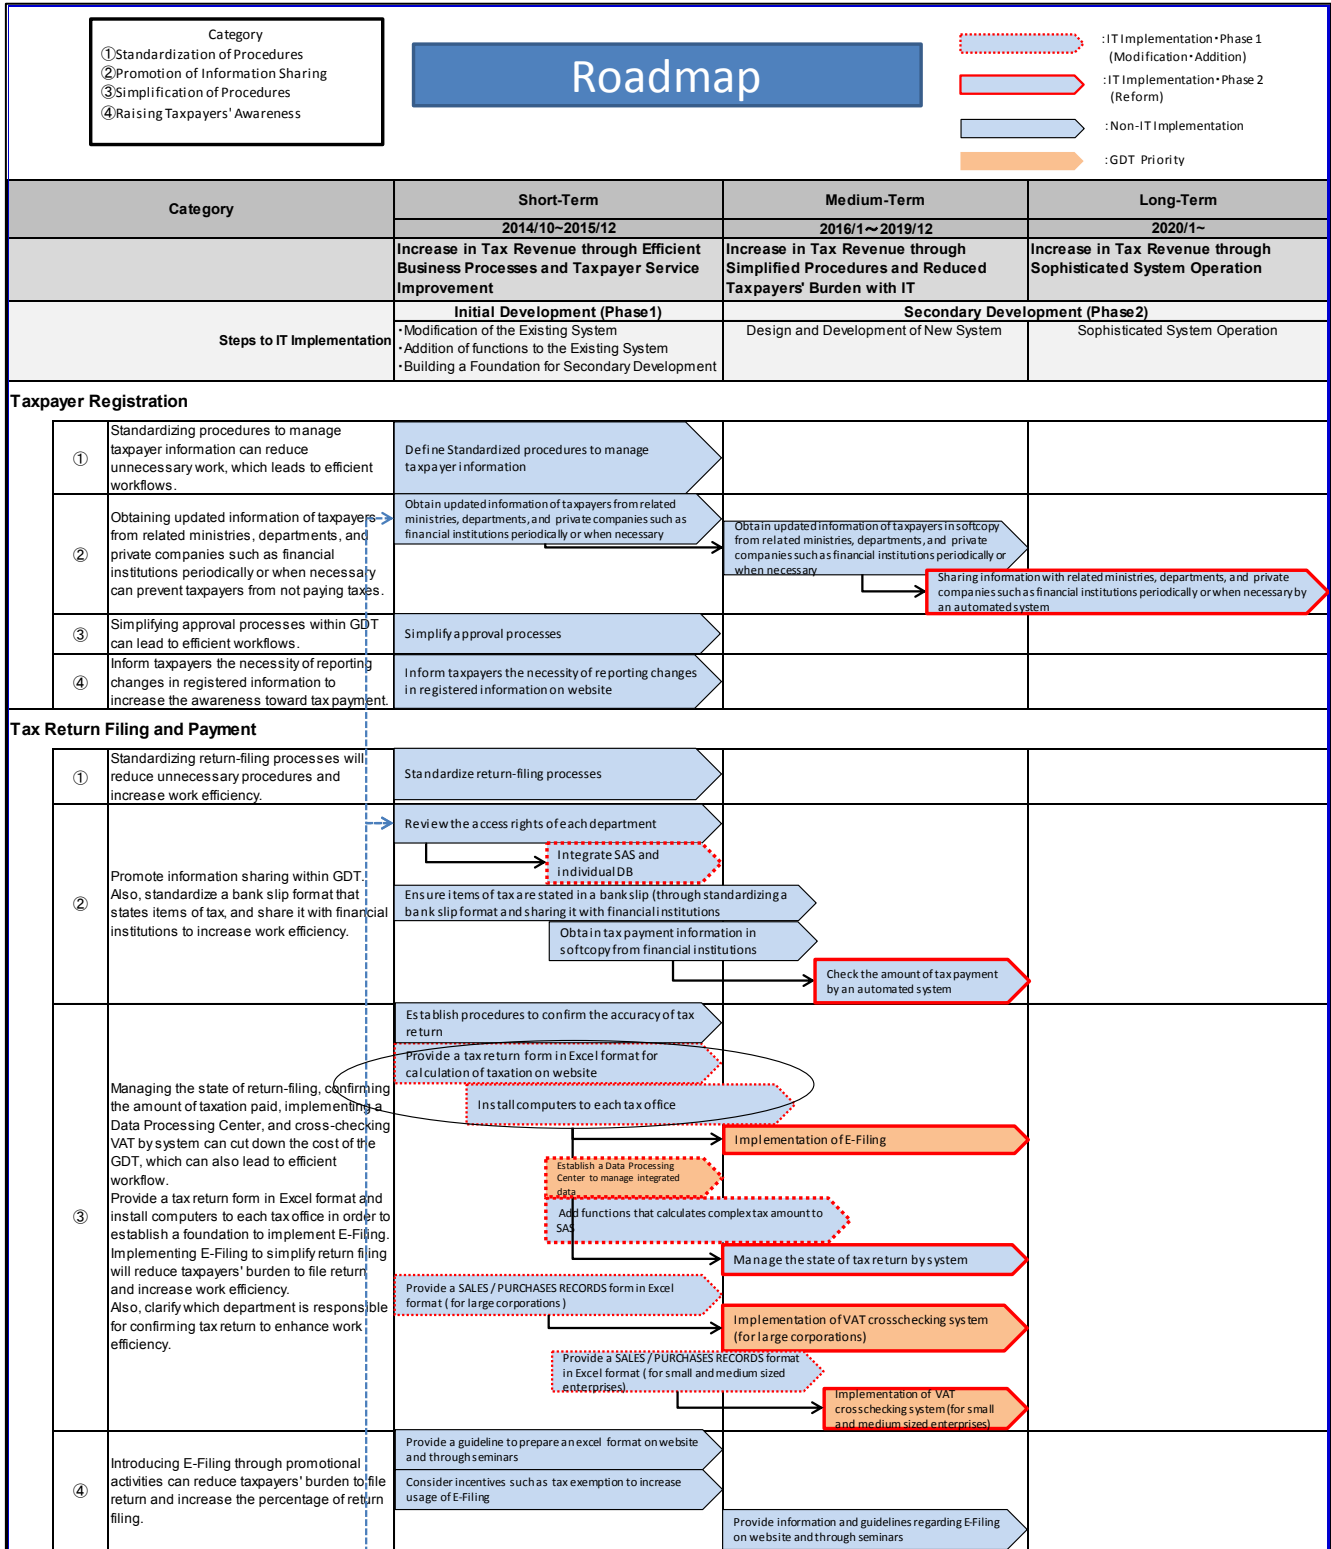 Category
①Standardization of Procedures
②Promotion of Information Sharing
③Simplification of Procedures
④Raising Taxpayers' Awareness
Roadmap
:IT Implementation・Phase 1
(Modification・Addition)
:IT Implementation・Phase 2
(Reform)
:Non-IT Implementation
:GDT Priority
Category
Short-Term
Medium-Term
Long-Term
2014/10~2015/12
2016/1～2019/12
2020/1~
Increase in Tax Revenue through Efficient
Business Processes and Taxpayer Service
Improvement
Increase in Tax Revenue through
Simplified Procedures and Reduced
Taxpayers' Burden with IT
Increase in Tax Revenue through
Sophisticated System Operation
Steps to IT Implementation
Initial Development (Phase1)
Secondary Development (Phase2)
・Modification of the Existing System
・Addition of functions to the Existing System
・Building a Foundation for Secondary Development
Design and Development of New System
Sophisticated System Operation
Taxpayer Registration
①
Standardizing procedures to manage
taxpayer information can reduce
unnecessary work, which leads to efficient
workflows.
Define Standardized procedures to manage
taxpayer information
②
Obtaining updated information of taxpayers
from related ministries, departments, and
private companies such as financial
institutions periodically or when necessary
can prevent taxpayers from not paying taxes.
Obtain updated information of taxpayers from related
ministries, departments, and private companies such as
financial institutions periodically or when necessary
Obtain updated information of taxpayers in softcopy
from related ministries, departments, and private
companies such as financial institutions periodically or
when necessary
Sharing information with related ministries, departments, and private
companies such as financial institutions periodically or when necessary by
an automated system
③
Simplifying approval processes within GDT
can lead to efficient workflows.
Simplify approval processes
④
Inform taxpayers the necessity of reporting
changes in registered information to
increase the awareness toward tax payment.
Inform taxpayers the necessity of reporting changes
in registered information on website
Tax Return Filing and Payment
①
Standardizing return-filing processes will
reduce unnecessary procedures and
increase work efficiency.
Standardize return-filing processes
②
Promote information sharing within GDT.
Also, standardize a bank slip format that
states items of tax, and share it with financial
institutions to increase work efficiency.
Review the access rights of each department
Integrate SAS and
individual DB
Ensure items of tax are stated in a bank slip (through standardizing a
bank slip format and sharing it with financial institutions
Obtain tax payment information in
softcopy from financial institutions
Check the amount of tax payment
by an automated system
③
Managing the state of return-filing, confirming
the amount of taxation paid, implementing a
Data Processing Center, and cross-checking
VAT by system can cut down the cost of the
GDT, which can also lead to efficient
workflow.
Provide a tax return form in Excel format and
install computers to each tax office in order to
establish a foundation to implement E-Filing.
Implementing E-Filing to simplify return filing
will reduce taxpayers' burden to file return
and increase work efficiency.
Also, clarify which department is responsible
for confirming tax return to enhance work
efficiency.
Establish procedures to confirm the accuracy of tax
return
Provide a tax return form in Excel format for
calculation of taxation on website
Install computers to each tax office
Implementation of E-Filing
Establish a Data Processing
Center to manage integrated
data
Add functions that calculates complex tax amount to
SAS
Manage the state of tax return by system
Provide a SALES / PURCHASES RECORDS form in Excel
format ( for large corporations )
Implementation of VAT crosschecking system
(for large corporations)
Provide a SALES / PURCHASES RECORDS format
in Excel format ( for small and medium sized
enterprises)
Implementation of VAT
crosschecking system (for small
and medium sized enterprises)
④
Introducing E-Filing through promotional
activities can reduce taxpayers' burden to file
return and increase the percentage of return
filing.
Provide a guideline to prepare an excel format on website
and through seminars
Consider incentives such as tax exemption to increase
usage of E-Filing
Provide information and guidelines regarding E-Filing
on website and through seminars